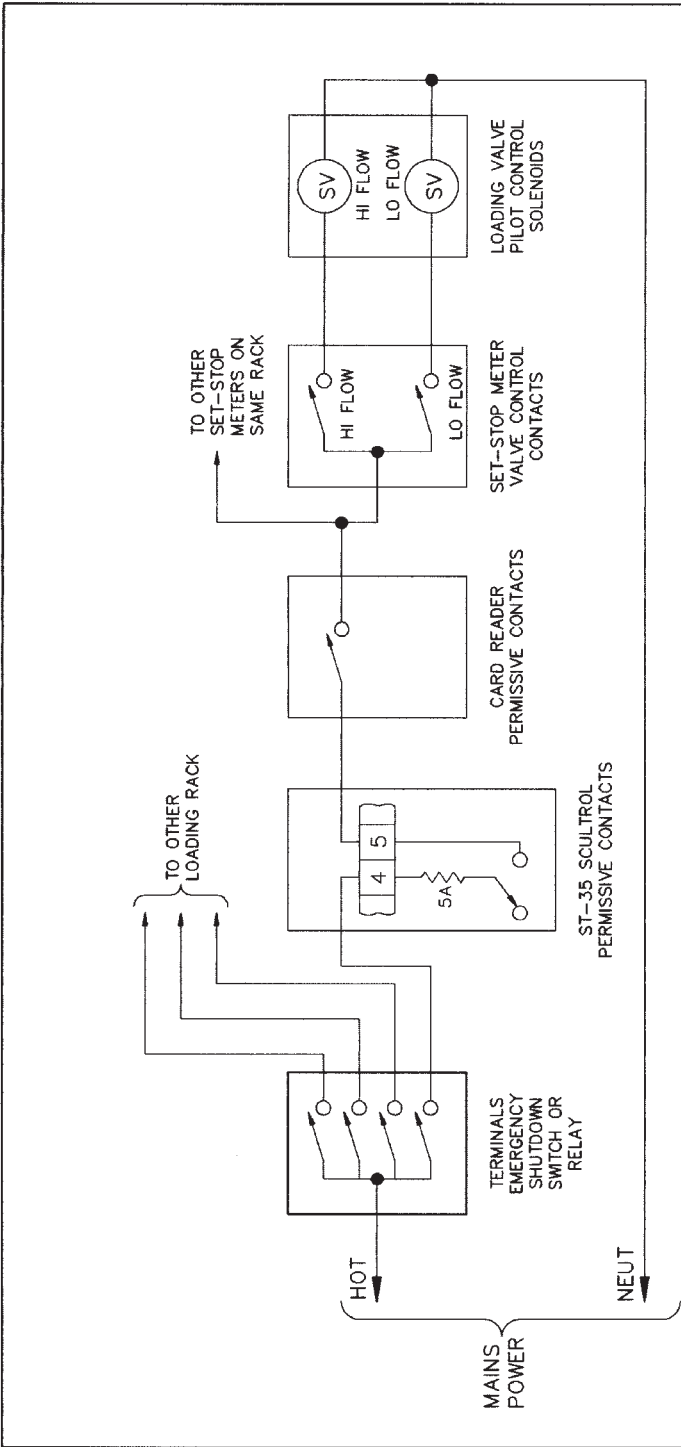 MAINS
POWER
HOT
NEUT
TERMINALS
EMERGENCY
SHUTDOWN
SWITCH OR
RELAY
TO OTHER
LOADING RACK
4
5
5A
ST-35 SCULTROL
PERMISSIVE CONTACTS
CARD READER
PERMISSIVE CONTACTS
TO OTHER
SET-STOP
METERS ON
SAME RACK
HI FLOW
LO FLOW
SET-STOP METER
VALVE CONTROL
CONTACTS
SV
HI FLOW
LO FLOW
SV
LOADING VALVE
PILOT CONTROL
SOLENOIDS